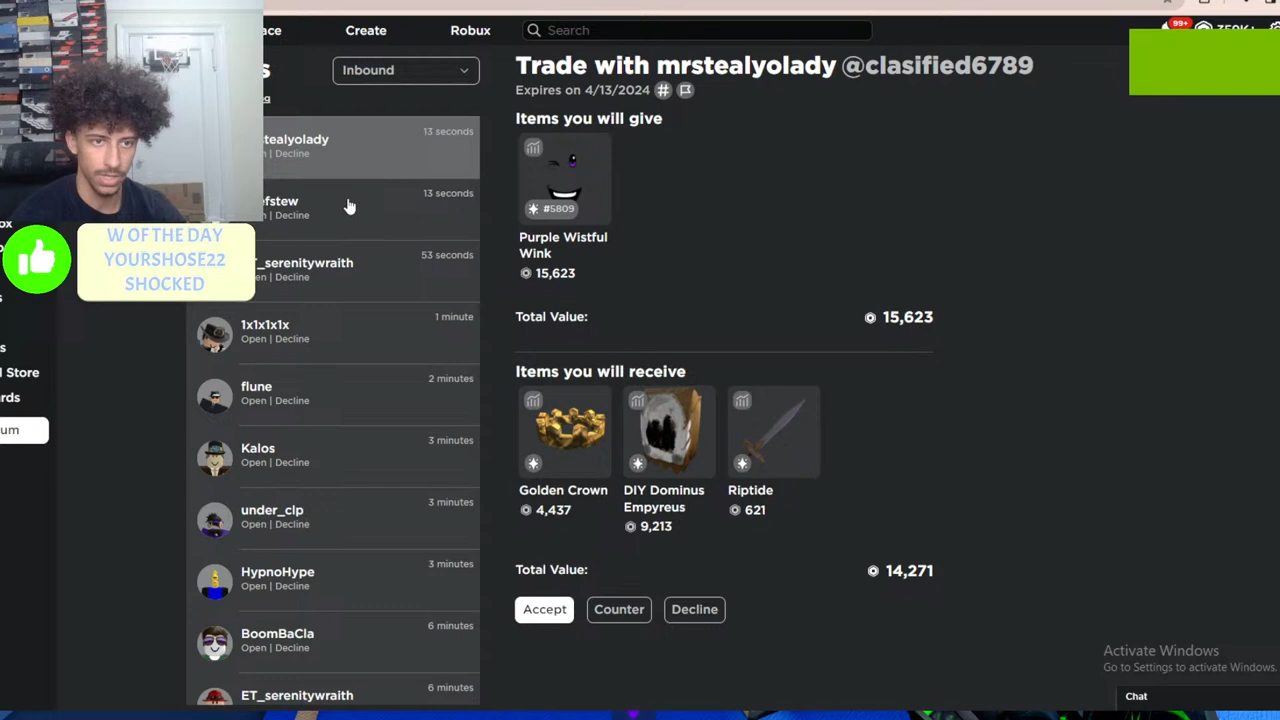 ace
Create
Robux
Search
99+
Inbound
Trade with mrstealyolady @clasified6789
Expires on 4/13/2024
Items you will give
#5809
Purple Wistful
Wink
15,623
Total Value:
15,623
Items you will receive
Golden Crown
4,437
DIY Dominus
Empyreus
9,213
Riptide
621
Total Value:
14,271
Accept
Counter
Decline
stealyolady
13 seconds
| Decline
efstew
13 seconds
| Decline
T_serenitywraith
53 seconds
| Decline
1x1x1x1x
1 minute
Open | Decline
flune
2 minutes
Open | Decline
Kalos
3 minutes
Open | Decline
under_clp
3 minutes
Open | Decline
HypnoHype
3 minutes
Open | Decline
BoomBaCla
6 minutes
Open | Decline
ET_serenitywraith
6 minutes
W OF THE DAY
YOURSHOSE22
SHOCKED
l Store
rds
um
Activate Windows
Go to Settings to activate Windows.
Chat